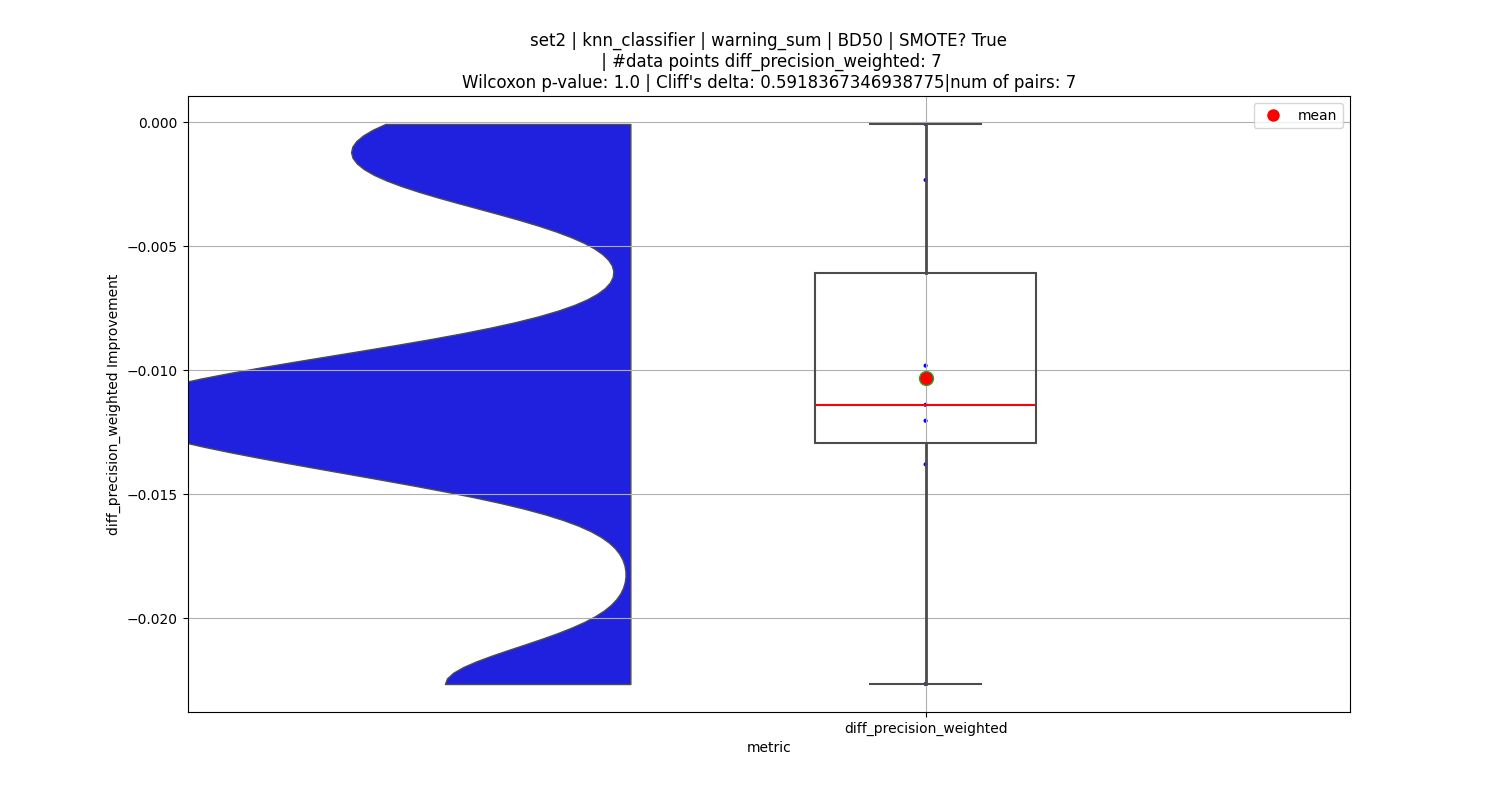 set2 | knn_classifier | warning_sum | BD50 | SMOTE? True
| #data points diff_precision_weighted: 7
Wilcoxon p-value: 1.0 | Cliff's delta: 0.5918367346938775|num of pairs: 7
mean
0.000
−0.005
−0.010
−0.015
−0.020
diff_precision_weighted Improvement
diff_precision_weighted
metric